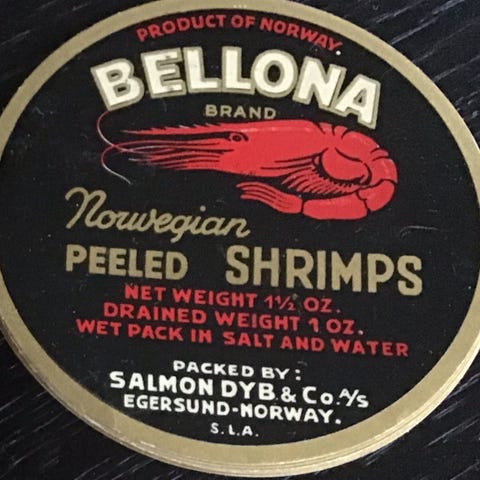 PRODUCT OF NORWAY.
BELLONA
BRAND
Norwegian
PEELED SHRIMPS
NET WEIGHT 1½ OZ.
DRAINED WEIGHT 1 OZ.
WET PACK IN SALT AND WATER
PACKED BY:
SALMON DYB & Co. A/S
EGERSUND-NORWAY.
S.L.A.